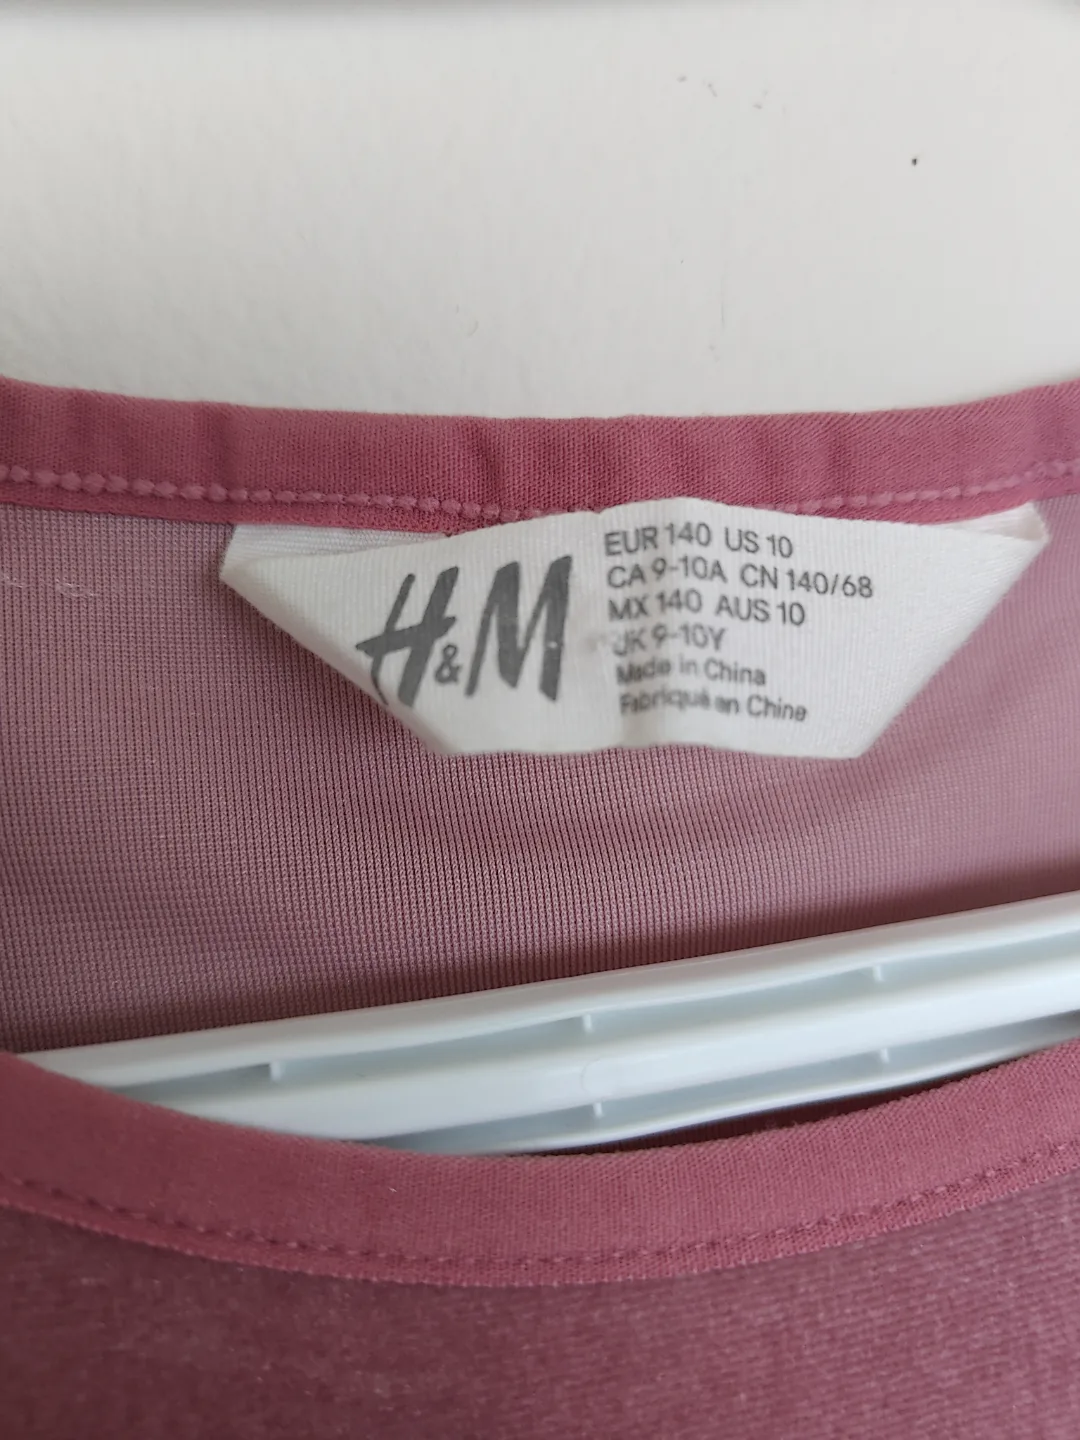 H&M
EUR 140 US 10
CA 9-10A CN 140/68
MX 140 AUS 10
UK 9-10Y
Made in China
Fabriqué en Chine